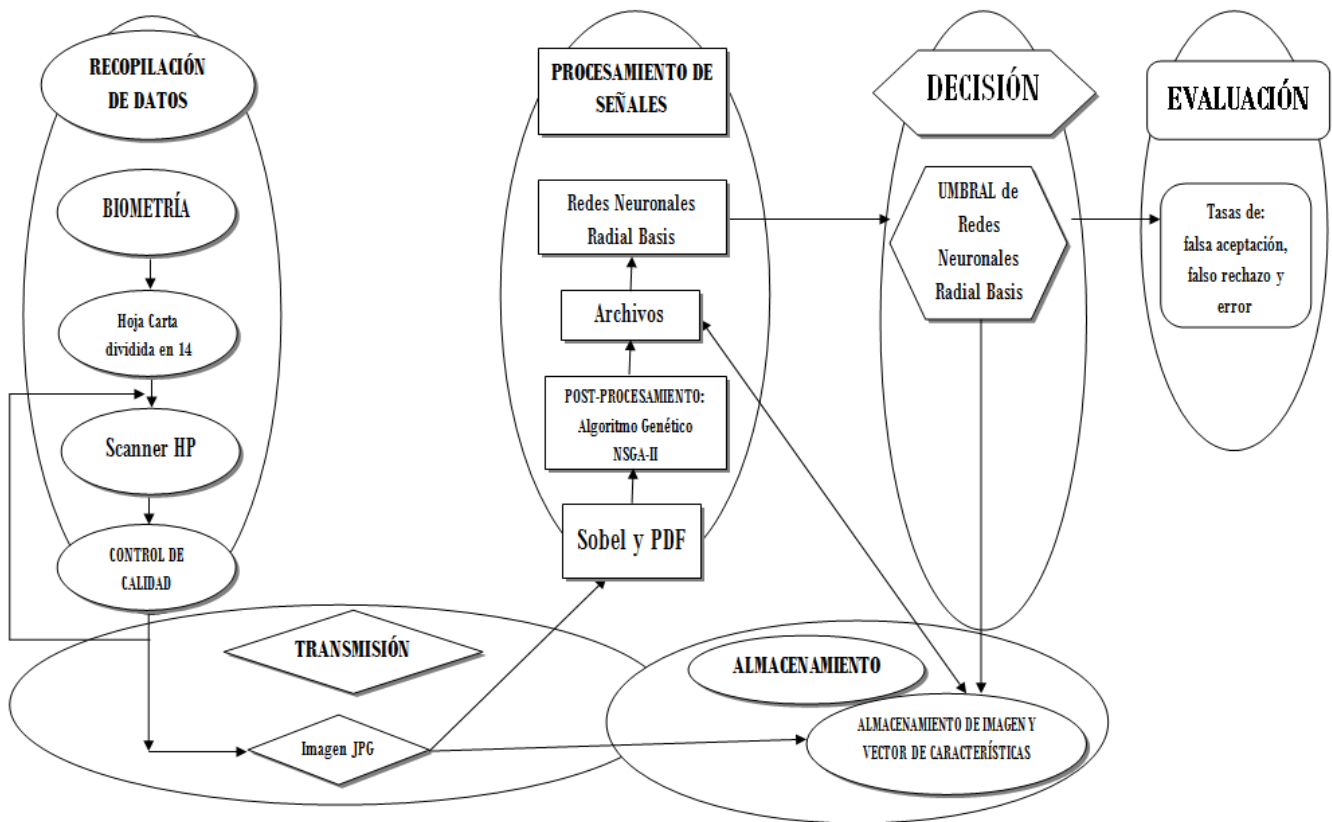 RECOPILACIÓN
DE DATOS
BIOMETRÍA
Hoja Carta
dividida en 14
Scanner HP
CONTROL DE
CALIDAD
TRANSMISIÓN
Imagen JPG
PROCESAMIENTO DE
SEÑALES
Redes Neuronales
Radial Basis
Archivos
POST-PROCESAMIENTO:
Algoritmo Genético
NSGA-II
Sobel y PDF
DECISIÓN
UMBRAL de
Redes
Neuronales
Radial Basis
EVALUACIÓN
Tasas de:
falsa aceptación,
falso rechazo y
error
ALMACENAMIENTO
ALMACENAMIENTO DE IMAGEN Y
VECTOR DE CARACTERÍSTICAS